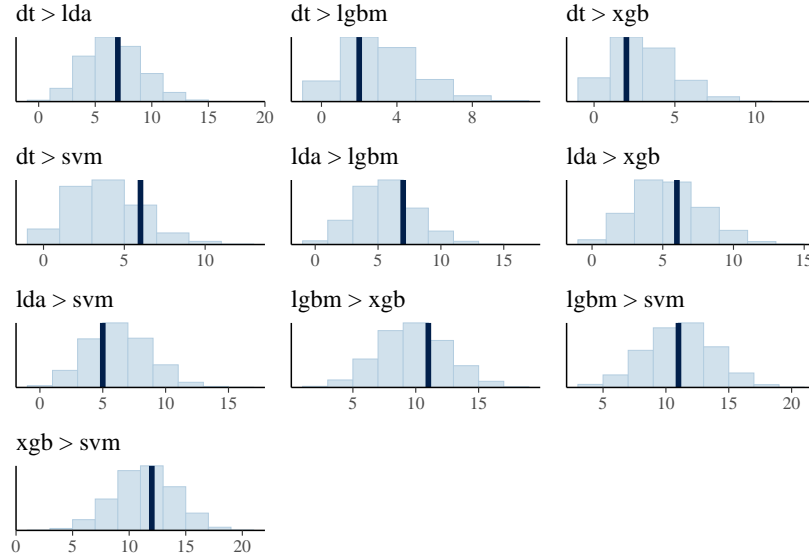 dt > lda
dt > lgbm
dt > xgb
0 5 10 15 20
0 4 8
0 5 10
dt > svm
lda > lgbm
lda > xgb
0 5 10
0 5 10 15
0 5 10 15
lda > svm
lgbm > xgb
lgbm > svm
0 5 10 15
5 10 15
5 10 15 20
xgb > svm
0 5 10 15 20